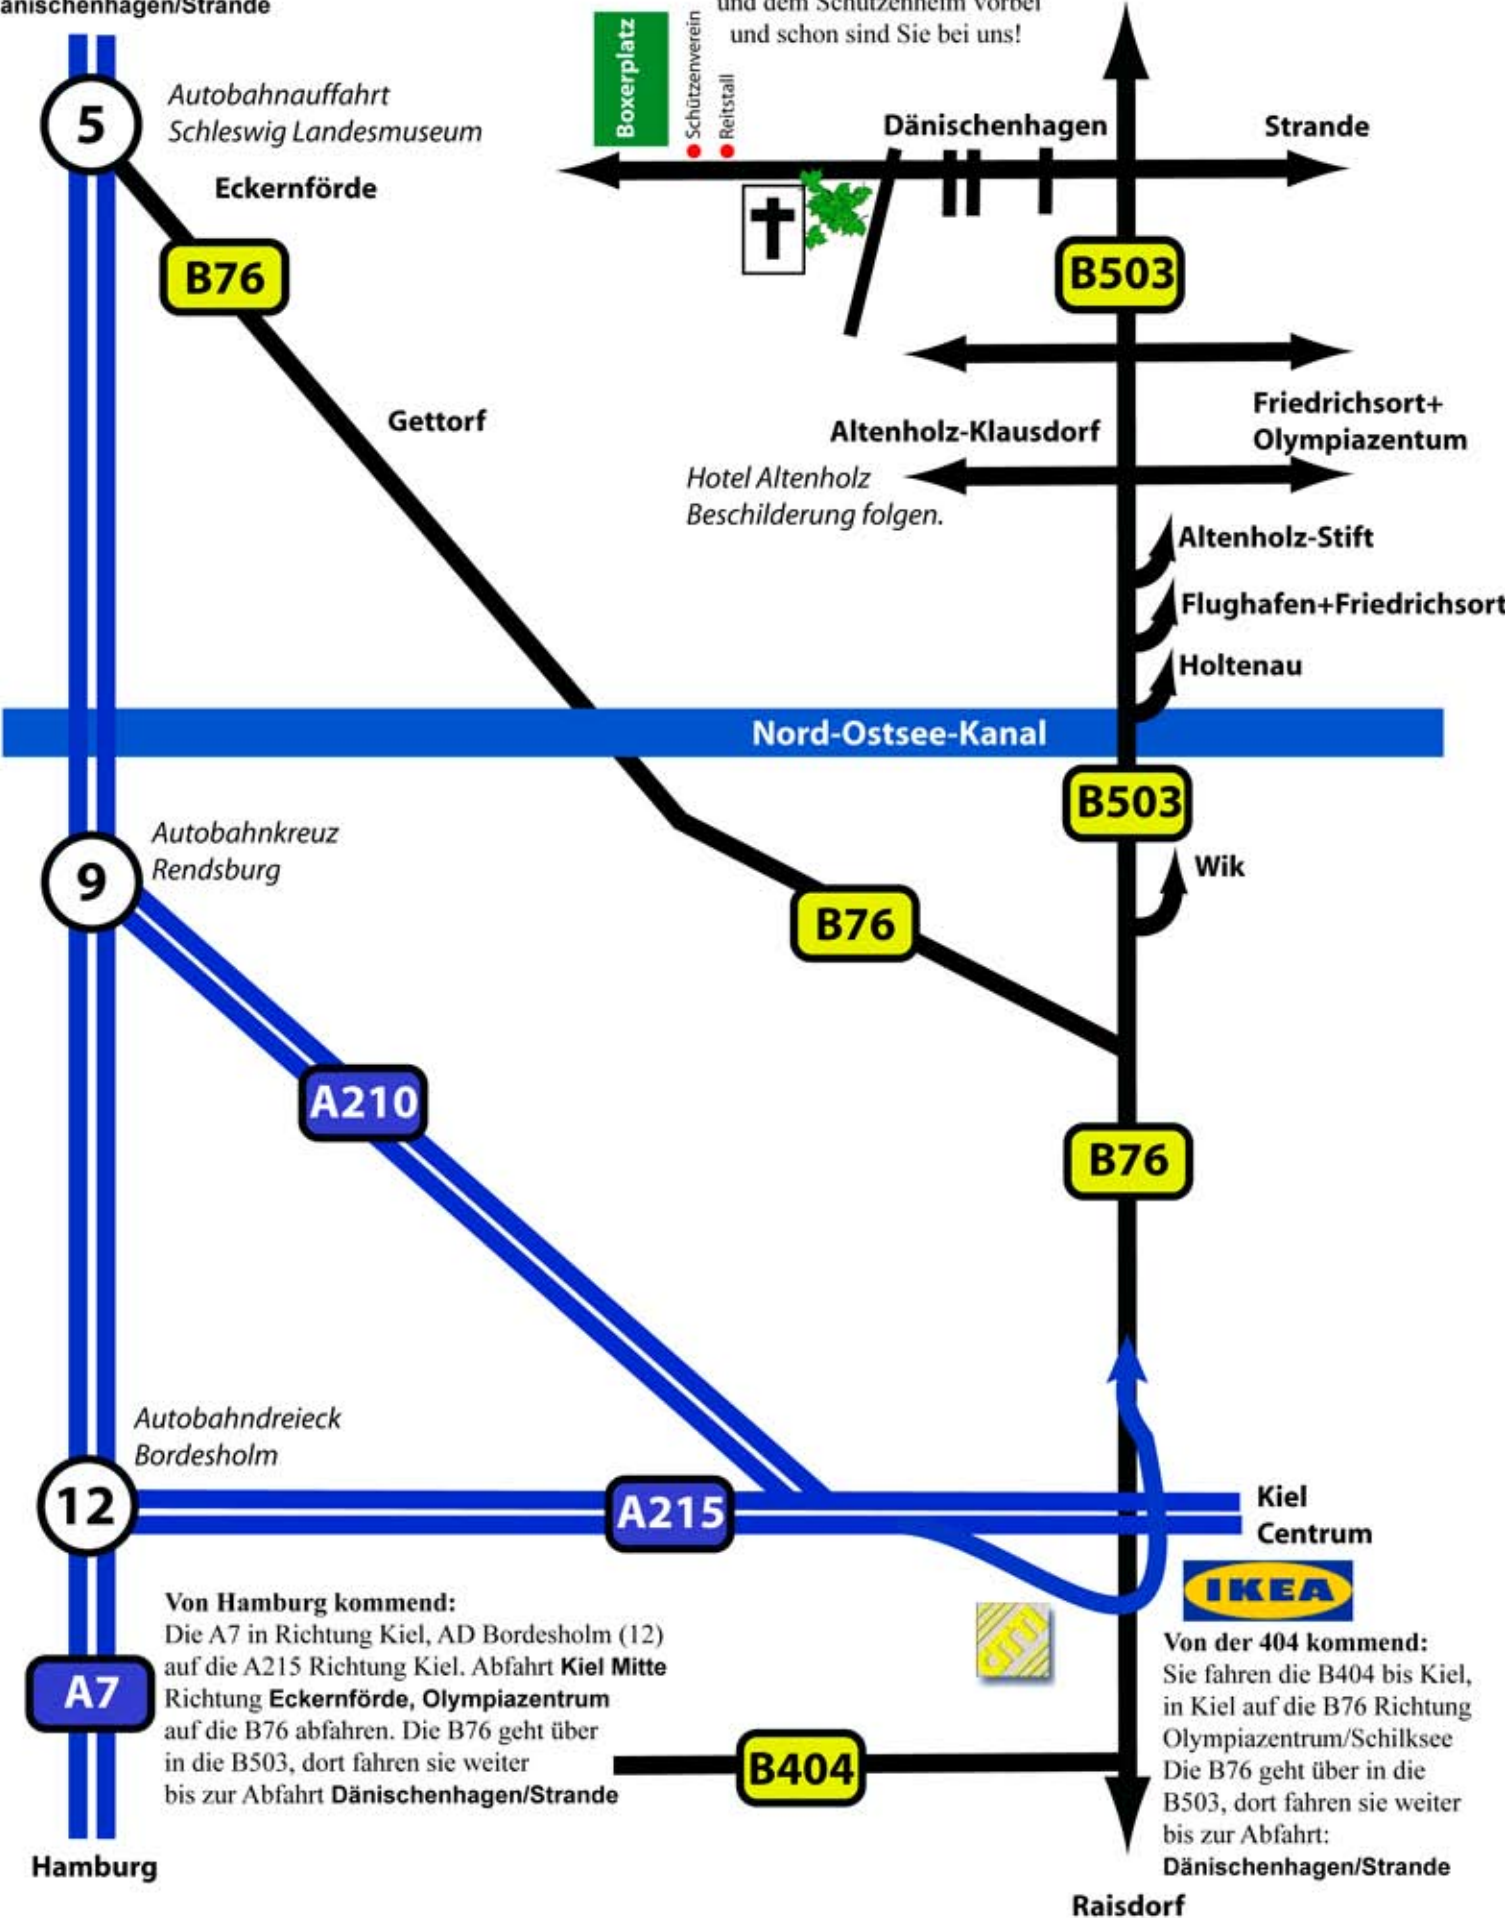 änischenhagen/Strande
und dem Schützenheim vorbei
und schon sind Sie bei uns!
Boxerplatz
Schützenverein
Reitstall
5
Autobahnauffahrt
Schleswig Landesmuseum
Dänischenhagen
Strande
Eckernförde
B76
B503
Gettorf
Altenholz-Klausdorf
Friedrichsort+
Olympiazentum
Hotel Altenholz
Beschilderung folgen.
Altenholz-Stift
Flughafen+Friedrichsort
Holtenau
Nord-Ostsee-Kanal
B503
9
Autobahnkreuz
Rendsburg
Wik
B76
A210
B76
Autobahndreieck
Bordesholm
12
A215
Kiel
Centrum
IKEA
Von Hamburg kommend:
Die A7 in Richtung Kiel, AD Bordesholm (12)
auf die A215 Richtung Kiel. Abfahrt Kiel Mitte
Richtung Eckernförde, Olympiazentrum
auf die B76 abfahren. Die B76 geht über
in die B503, dort fahren sie weiter
bis zur Abfahrt Dänischenhagen/Strande
A7
B404
Von der 404 kommend:
Sie fahren die B404 bis Kiel,
in Kiel auf die B76 Richtung
Olympiazentrum/Schilksee
Die B76 geht über in die
B503, dort fahren sie weiter
bis zur Abfahrt:
Dänischenhagen/Strande
Hamburg
Raisdorf